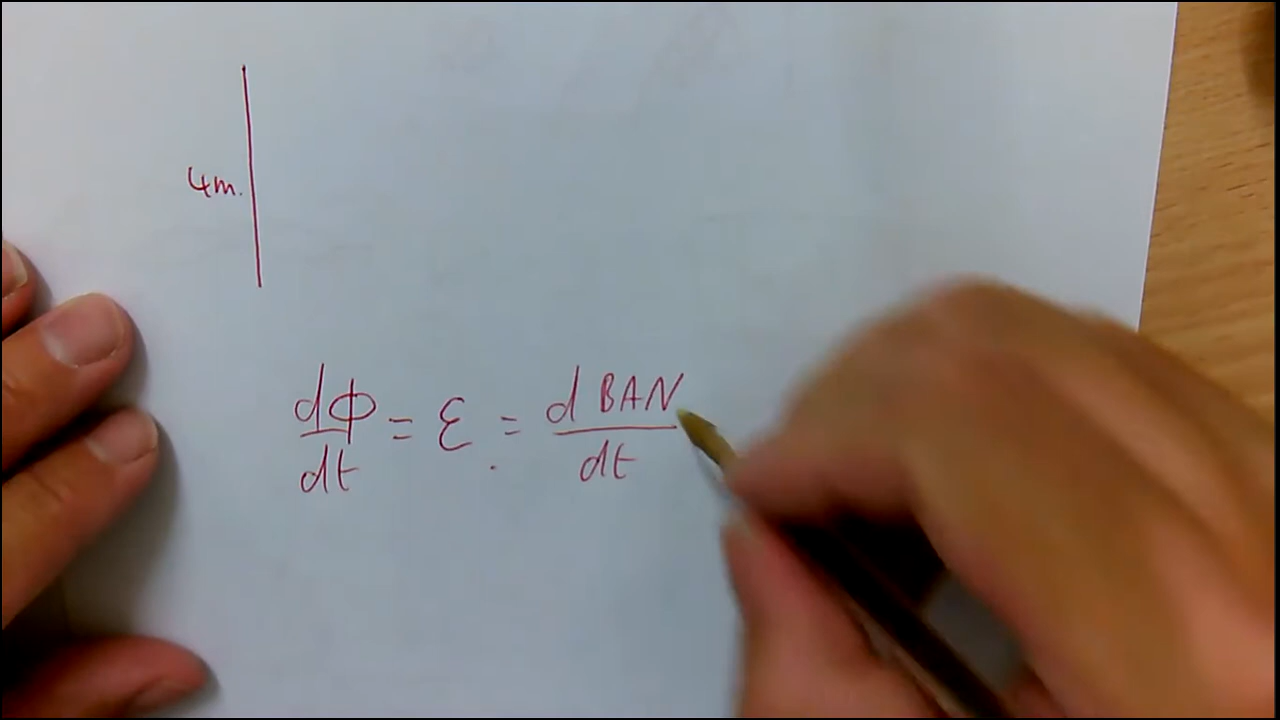 4m.
dϕ/dt = ε = d BAN/dt